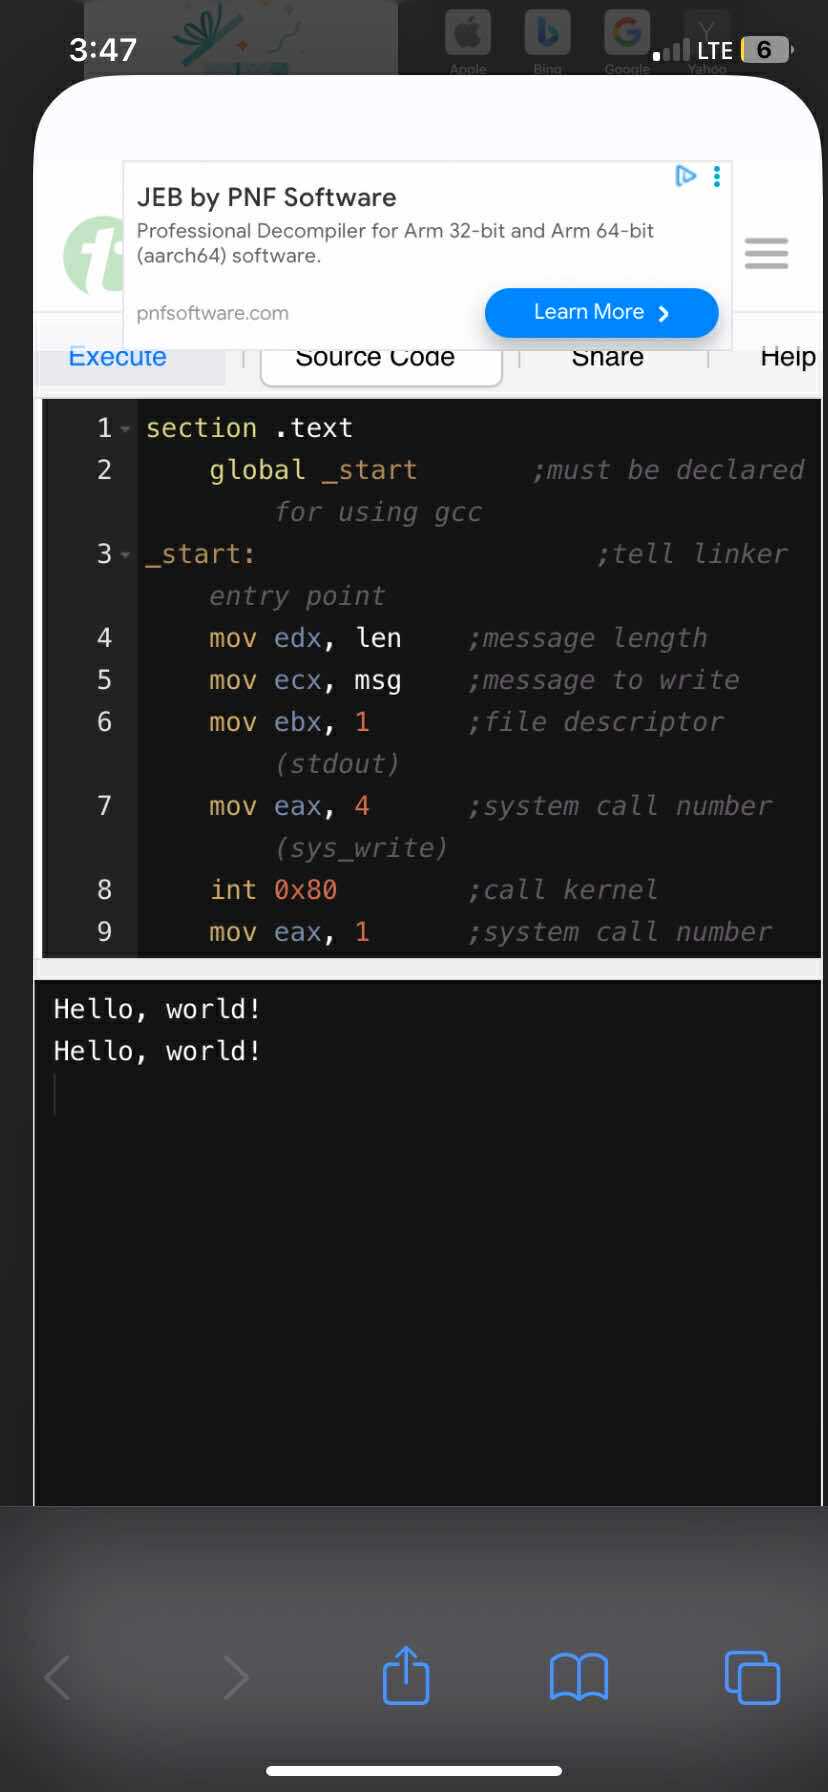 Apple Bing Google Yahoo
3:47 LTE 6
JEB by PNF Software
Professional Decompiler for Arm 32-bit and Arm 64-bit
(aarch64) software.
pnfsoftware.com
Learn More
Execute | Source Code | Share | Help
1 section .text
2 global _start ;must be declared
for using gcc
3 _start: ;tell linker
entry point
4 mov edx, len ;message length
5 mov ecx, msg ;message to write
6 mov ebx, 1 ;file descriptor
(stdout)
7 mov eax, 4 ;system call number
(sys_write)
8 int 0x80 ;call kernel
9 mov eax, 1 ;system call number
Hello, world!
Hello, world!